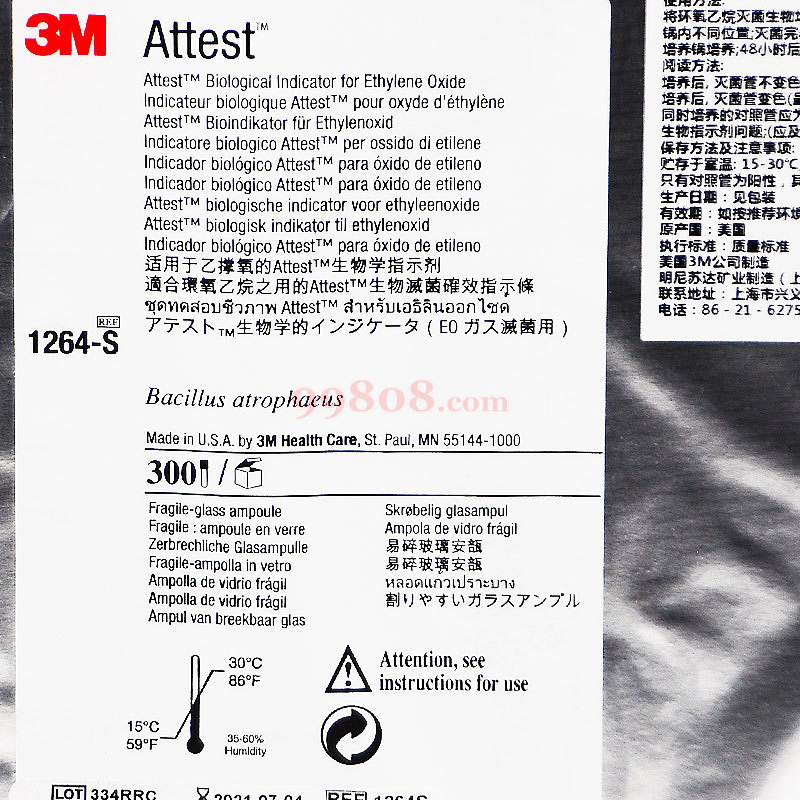 3M Attest™
Attest™ Biological Indicator for Ethylene Oxide
Indicateur biologique Attest™ pour oxyde d'éthylène
Attest™ Bioindikator für Ethylenoxid
Indicatore biologico Attest™ per ossido di etilene
Indicador biológico Attest™ para óxido de etileno
Indicador biológico Attest™ para óxido de etileno
Attest™ biologische indicator voor ethyleenoxide
Attest™ biologisk indikator til ethylenoxid
Indicador biológico Attest™ para óxido de etileno
适用于乙撑氧的Attest™生物学指示剂
適合環氧乙烷之用的Attest™生物滅菌確效指示條
ชุดทดสอบชีวภาพ Attest™ สำหรับเอธิลินออกไซด์
アテスト™生物学的インジケータ ( EO ガス滅菌用 )
REF
1264-S
Bacillus atrophaeus
99808.com
Made in U.S.A. by 3M Health Care, St. Paul, MN 55144-1000
300 /
Fragile-glass ampoule
Fragile : ampoule en verre
Zerbrechliche Glasampulle
Fragile-ampolla in vetro
Ampolla de vidrio frágil
Ampolla de vidrio frágil
Ampul van breekbaar glas
Skrøbelig glasampul
Ampola de vidro frágil
易碎玻璃安瓿
易碎玻璃安瓿
หลอดแก้วเปราะบาง
割りやすいガラスアンプル
30°C
86°F
15°C
59°F
35-60%
Humidity
Attention, see
instructions for use
LOT 334RRC
2021-07-04
REF 1264S
使用方法:
将环氧乙烷灭菌生物
锅内不同位置;灭菌完
培养锅培养;48小时后
阅读方法:
培养后, 灭菌管不变色
培养后, 灭菌管变色(
同时培养的对照管应为
生物指示剂问题;(应及
保存方法及注意事项:
贮存于室温: 15-30°C
只有对照管为阳性，
生产日期：见包装
有效期：如按推荐环境
原产国：美国
执行标准：质量标准
美国3M公司制造
明尼苏达矿业制造（上
联系地址：上海市兴义
电话：86 - 21 - 6275